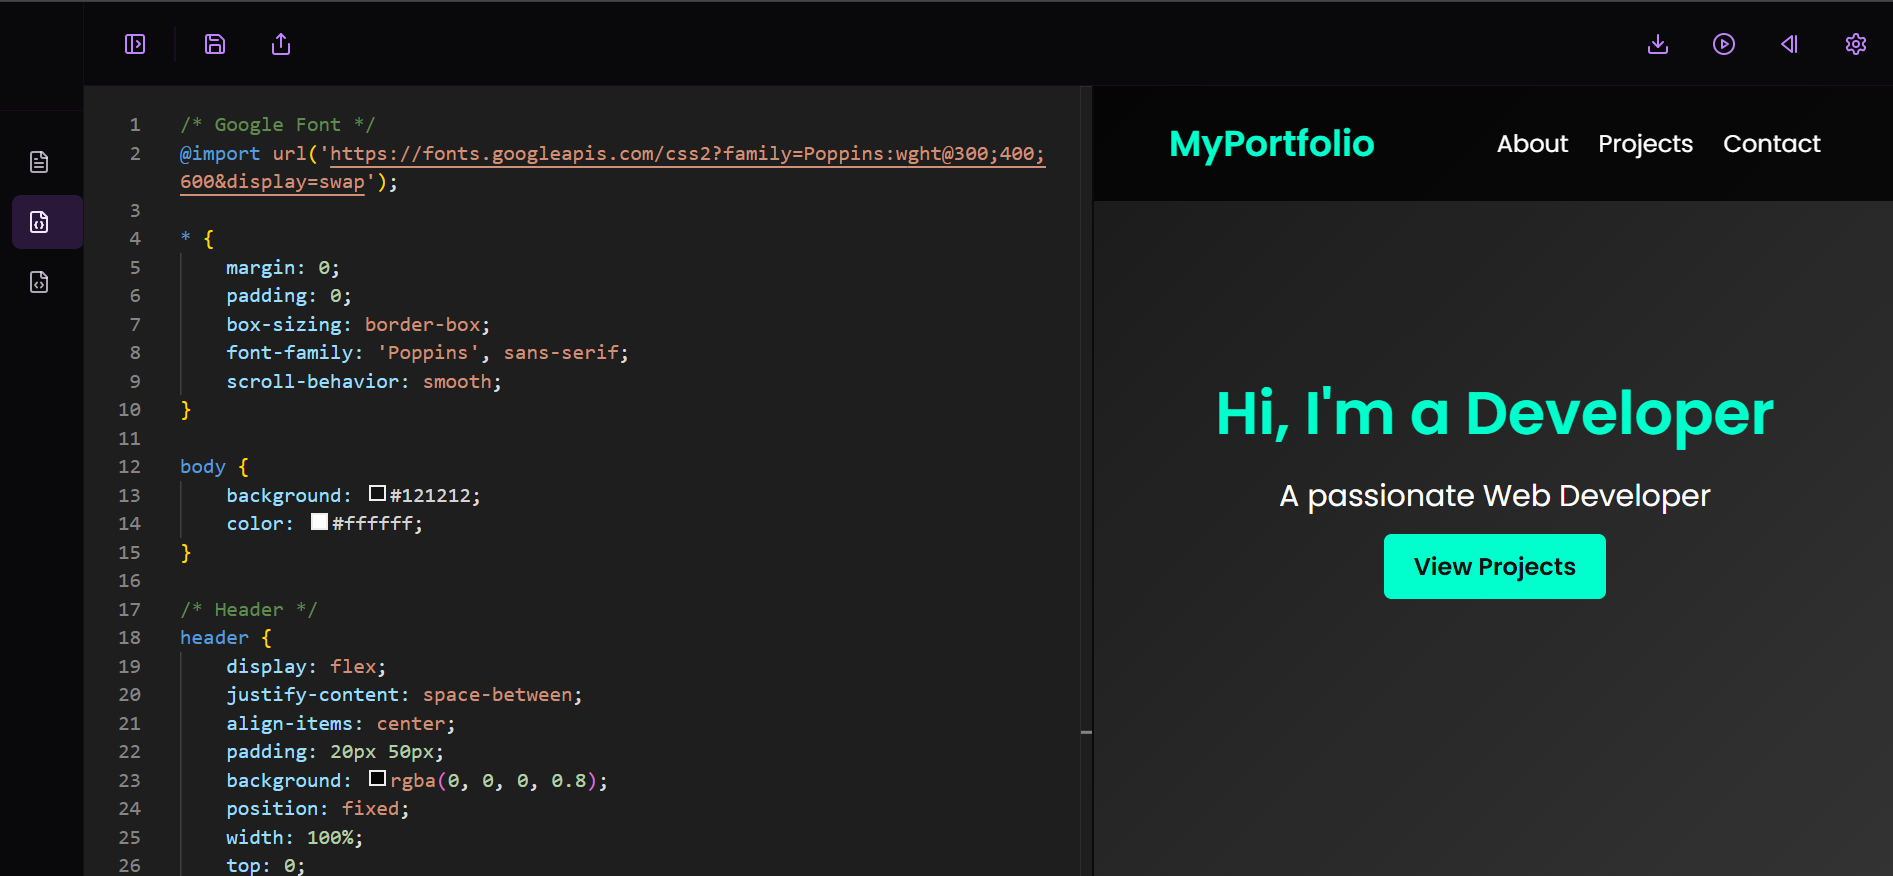 1 /* Google Font */
2 @import url('https://fonts.googleapis.com/css2?family=Poppins:wght@300;400;
600&display=swap');
3
4 * {
5 margin: 0;
6 padding: 0;
7 box-sizing: border-box;
8 font-family: 'Poppins', sans-serif;
9 scroll-behavior: smooth;
10 }
11
12 body {
13 background: #121212;
14 color: #ffffff;
15 }
16
17 /* Header */
18 header {
19 display: flex;
20 justify-content: space-between;
21 align-items: center;
22 padding: 20px 50px;
23 background: rgba(0, 0, 0, 0.8);
24 position: fixed;
25 width: 100%;
26 top: 0;
MyPortfolio About Projects Contact
Hi, I'm a Developer
A passionate Web Developer
View Projects